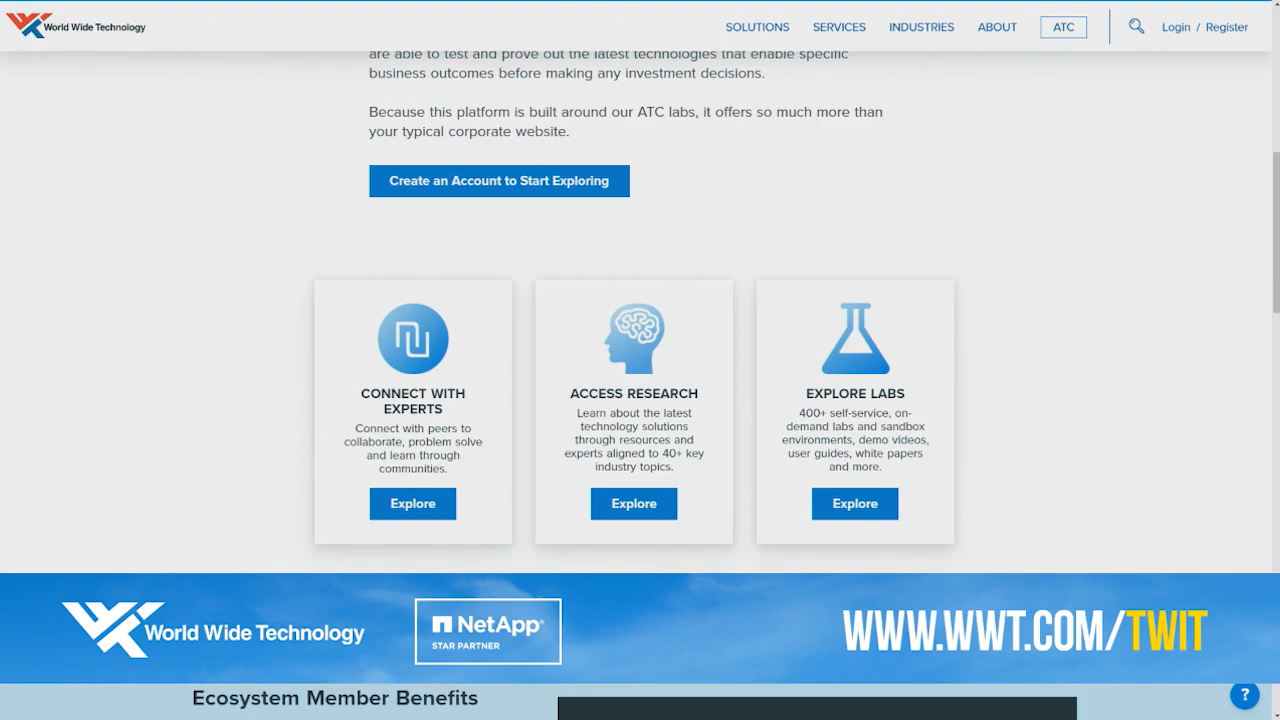 World Wide Technology
SOLUTIONS SERVICES INDUSTRIES ABOUT ATC Login / Register
are able to test and prove out the latest technologies that enable specific
business outcomes before making any investment decisions.
Because this platform is built around our ATC labs, it offers so much more than
your typical corporate website.
Create an Account to Start Exploring
CONNECT WITH
EXPERTS
Connect with peers to
collaborate, problem solve
and learn through
communities.
Explore
ACCESS RESEARCH
Learn about the latest
technology solutions
through resources and
experts aligned to 40+ key
industry topics.
Explore
EXPLORE LABS
400+ self-service, on-
demand labs and sandbox
environments, demo videos,
user guides, white papers
and more.
Explore
World Wide Technology
NetApp
STAR PARTNER
WWW.WWT.COM/TWIT
Ecosystem Member Benefits
?